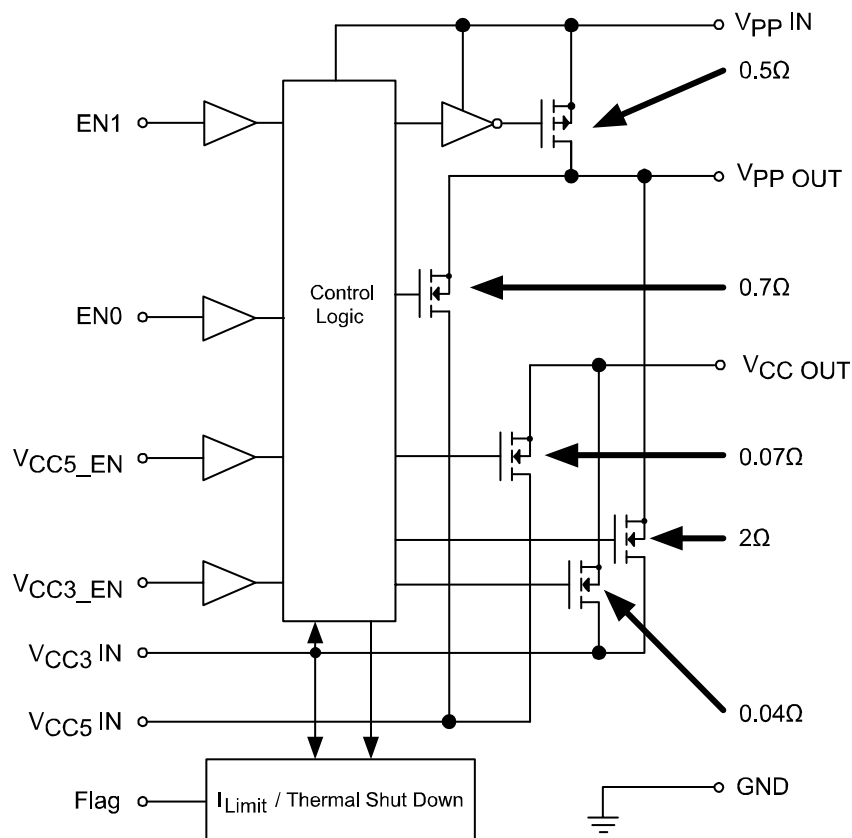 VPP IN
0.5Ω
EN1
VPP OUT
0.7Ω
Control
Logic
EN0
VCC OUT
VCC5_EN
0.07Ω
2Ω
VCC3_EN
VCC3 IN
0.04Ω
VCC5 IN
GND
Flag
ILimit / Thermal Shut Down